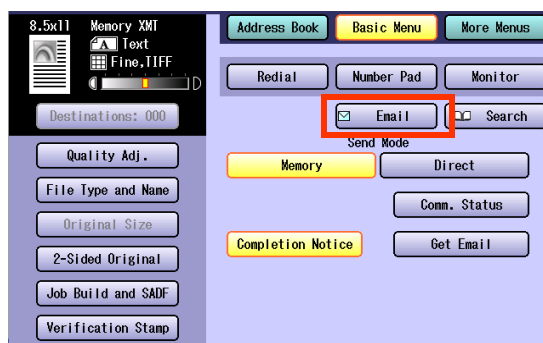 8.5x11 Memory XMT
A Text
Fine,TIFF
D
Destinations: 000
Quality Adj.
File Type and Name
Original Size
2-Sided Original
Job Build and SADF
Verification Stamp
Address Book Basic Menu More Menus
Redial Number Pad Monitor
Email Search
Send Mode
Memory Direct
Comm. Status
Completion Notice Get Email